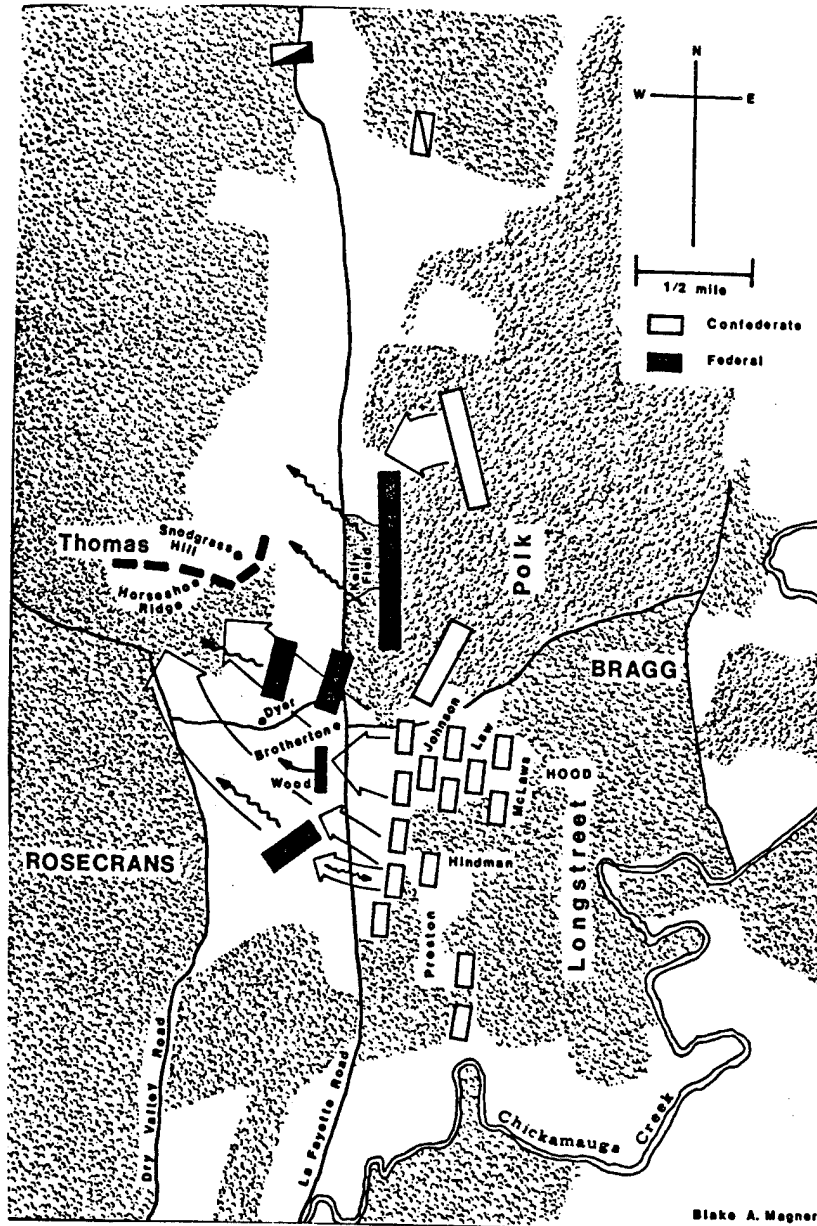 N
W E
1/2 mile
Confederate
Federal
Thomas
Snodgrass
Hill
Horseshoe
Ridge
Kelly
Field
Polk
BRAGG
Dyer
Brotherton
Wood
Johnson
Law
McLaws
HOOD
Hindman
Longstreet
Preston
ROSECRANS
Dry Valley Road
La Fayette Road
Chickamauga Creek
Blake A. Magner